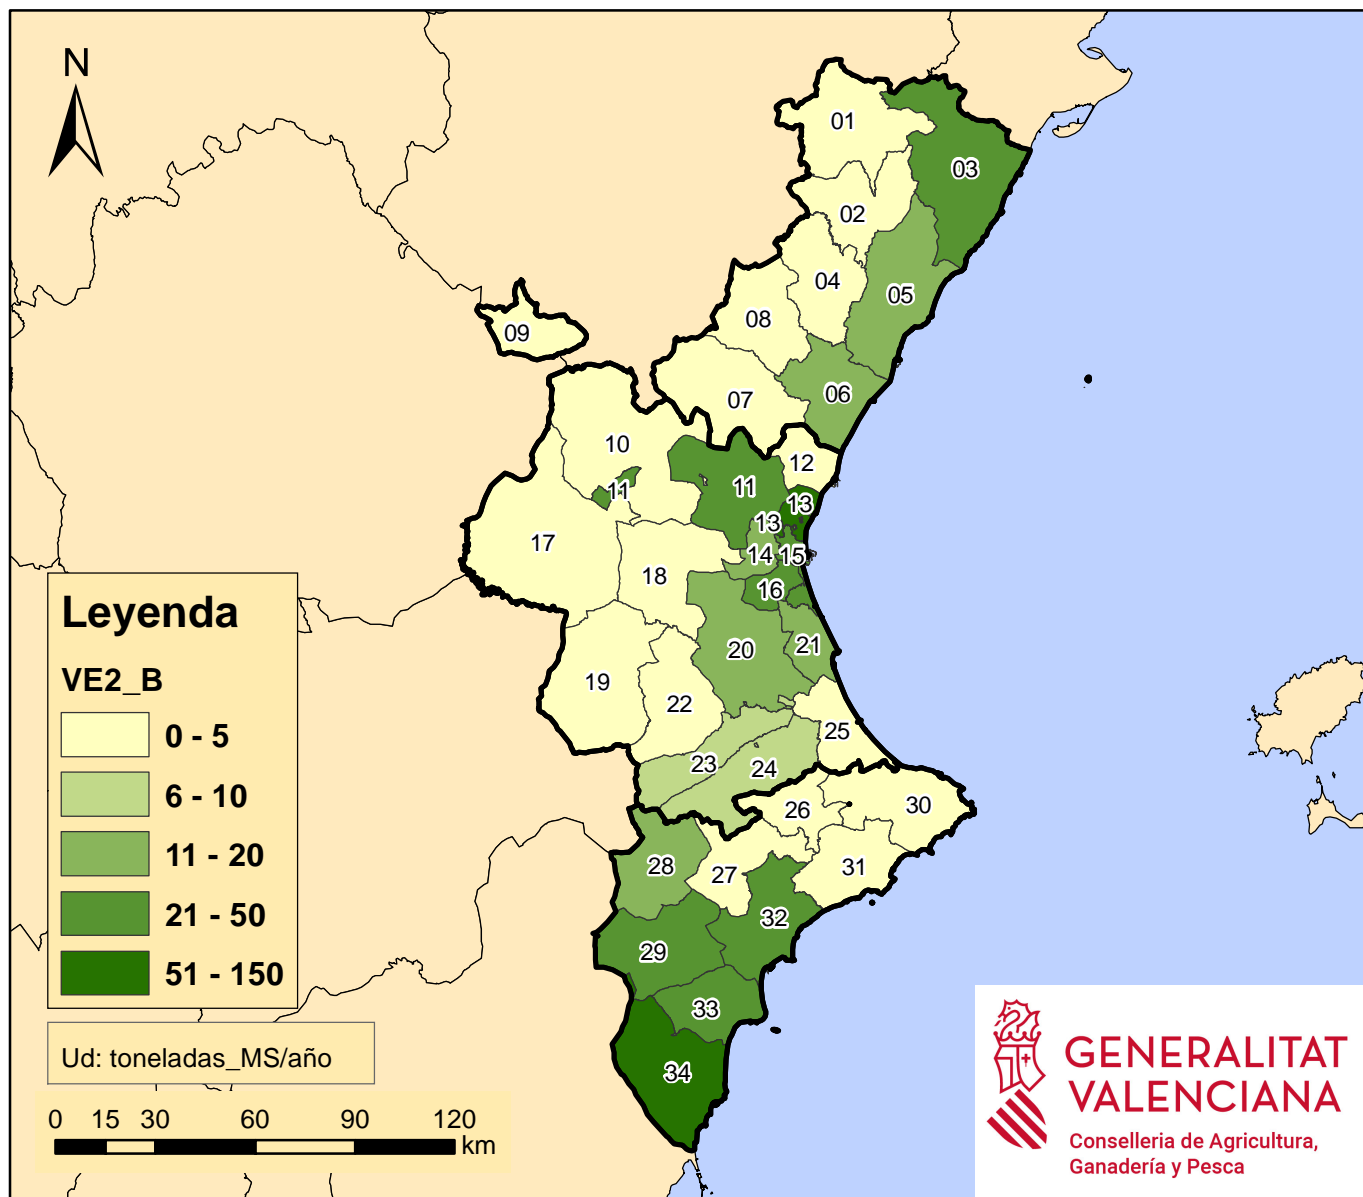 N
01
03
02
04
05
08
09
07
06
10
12
11
11
13
13
17
14
15
18
16
20
21
19
22
25
23
24
26
30
28
27
31
32
29
33
34
Leyenda
VE2_B
0 - 5
6 - 10
11 - 20
21 - 50
51 - 150
Ud: toneladas_MS/año
0 15 30 60 90 120
km
GENERALITAT
VALENCIANA
Conselleria de Agricultura,
Ganadería y Pesca